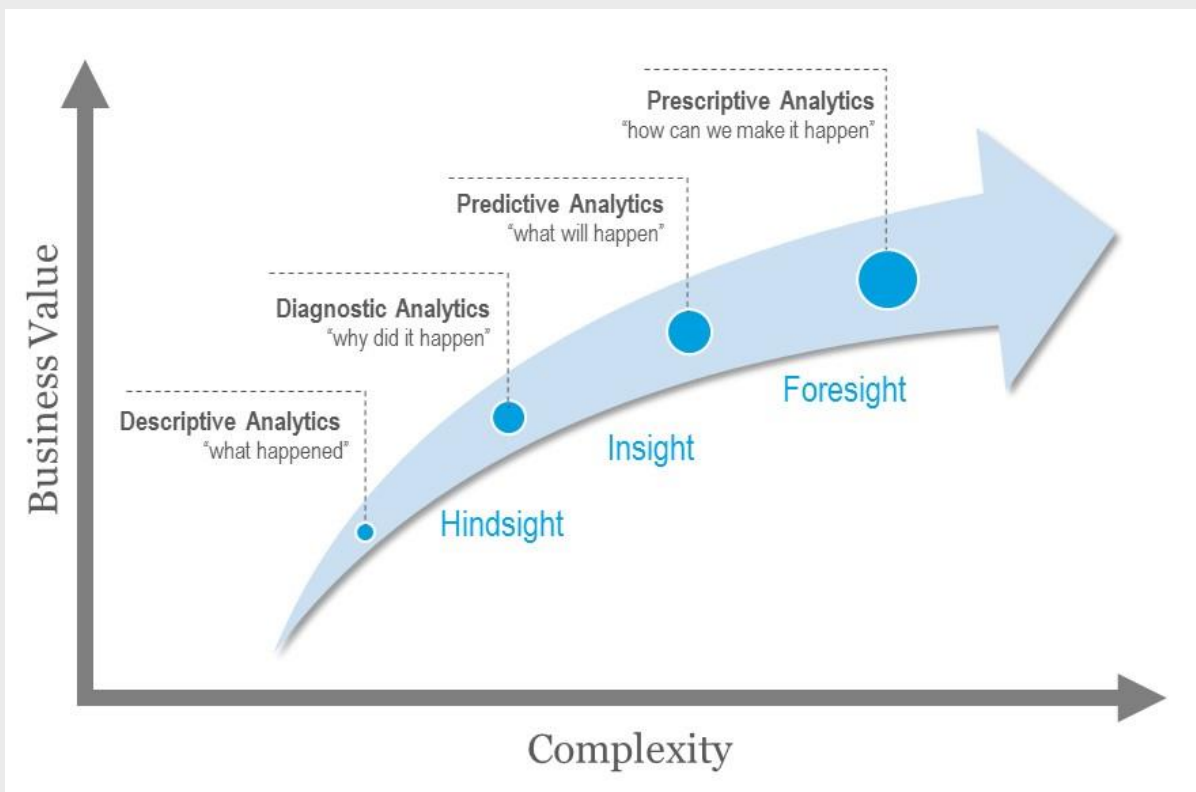 Prescriptive Analytics
“how can we make it happen”
Predictive Analytics
“what will happen”
Diagnostic Analytics
“why did it happen”
Descriptive Analytics
“what happened”
Foresight
Insight
Hindsight
Business Value
Complexity